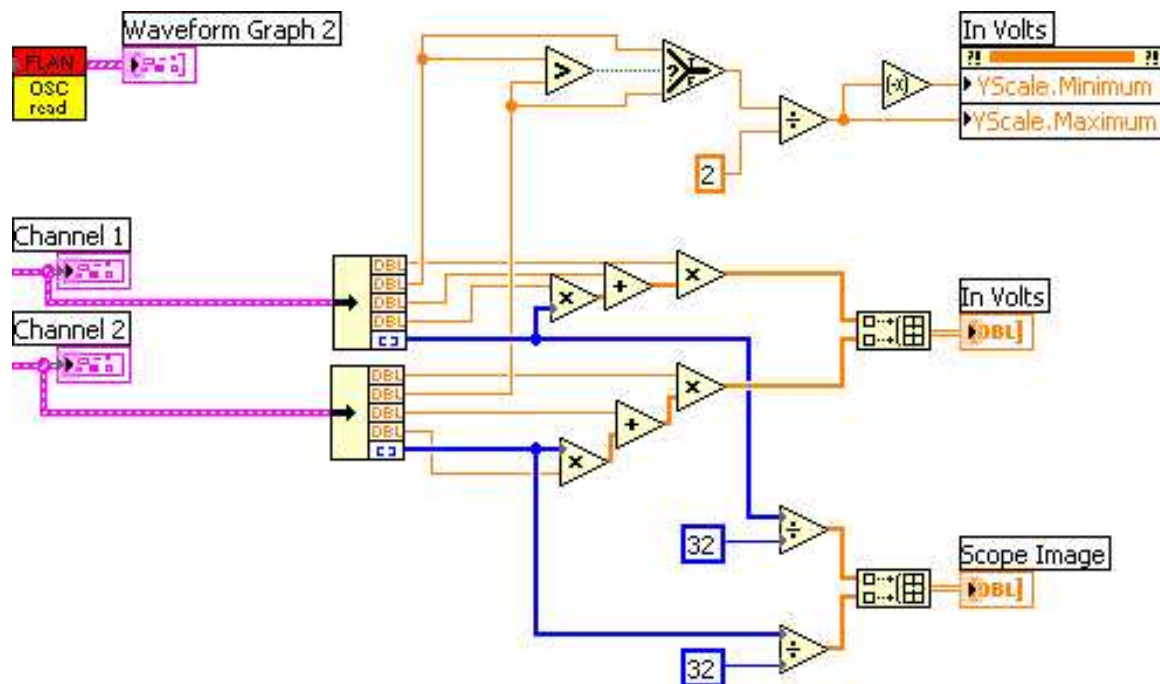 Waveform Graph 2
FLAN
OSC
read
In Volts
?! ?!
YScale.Minimum
YScale.Maximum
>
?
T
F
(-X)
÷
2
Channel 1
Channel 2
DBL
DBL
DBL
DBL
[ ]
×
+
×
In Volts
DBL]
DBL
DBL
DBL
DBL
[ ]
×
+
×
32
÷
Scope Image
DBL]
32
÷